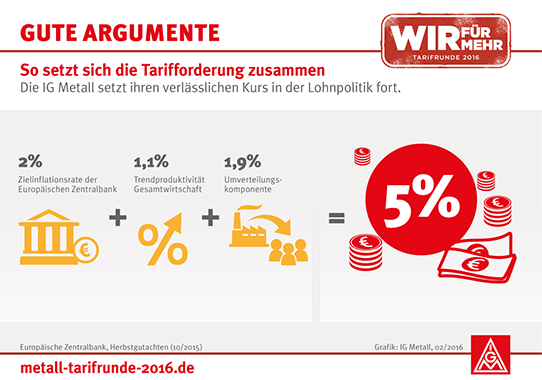 GUTE ARGUMENTE
WIR FÜR MEHR
TARIFRUNDE 2016
So setzt sich die Tarifforderung zusammen
Die IG Metall setzt ihren verlässlichen Kurs in der Lohnpolitik fort.
2%
Zielinflationsrate der
Europäischen Zentralbank
€
+
1,1%
Trendproduktivität
Gesamtwirtschaft
%
+
1,9%
Umverteilungs-
komponente
=
5%
€
€
€
€
€
Europäische Zentralbank, Herbstgutachten (10/2015)
Grafik: IG Metall, 02/2016
metall-tarifrunde-2016.de
IGM